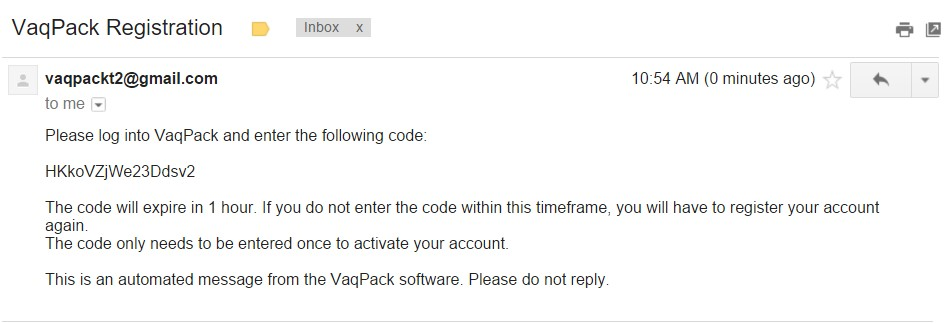 VaqPack Registration
Inbox x
vaqpackt2@gmail.com
10:54 AM (0 minutes ago)
to me
Please log into VaqPack and enter the following code:
HKkoVZjWe23Ddsv2
The code will expire in 1 hour. If you do not enter the code within this timeframe, you will have to register your account
again.
The code only needs to be entered once to activate your account.
This is an automated message from the VaqPack software. Please do not reply.